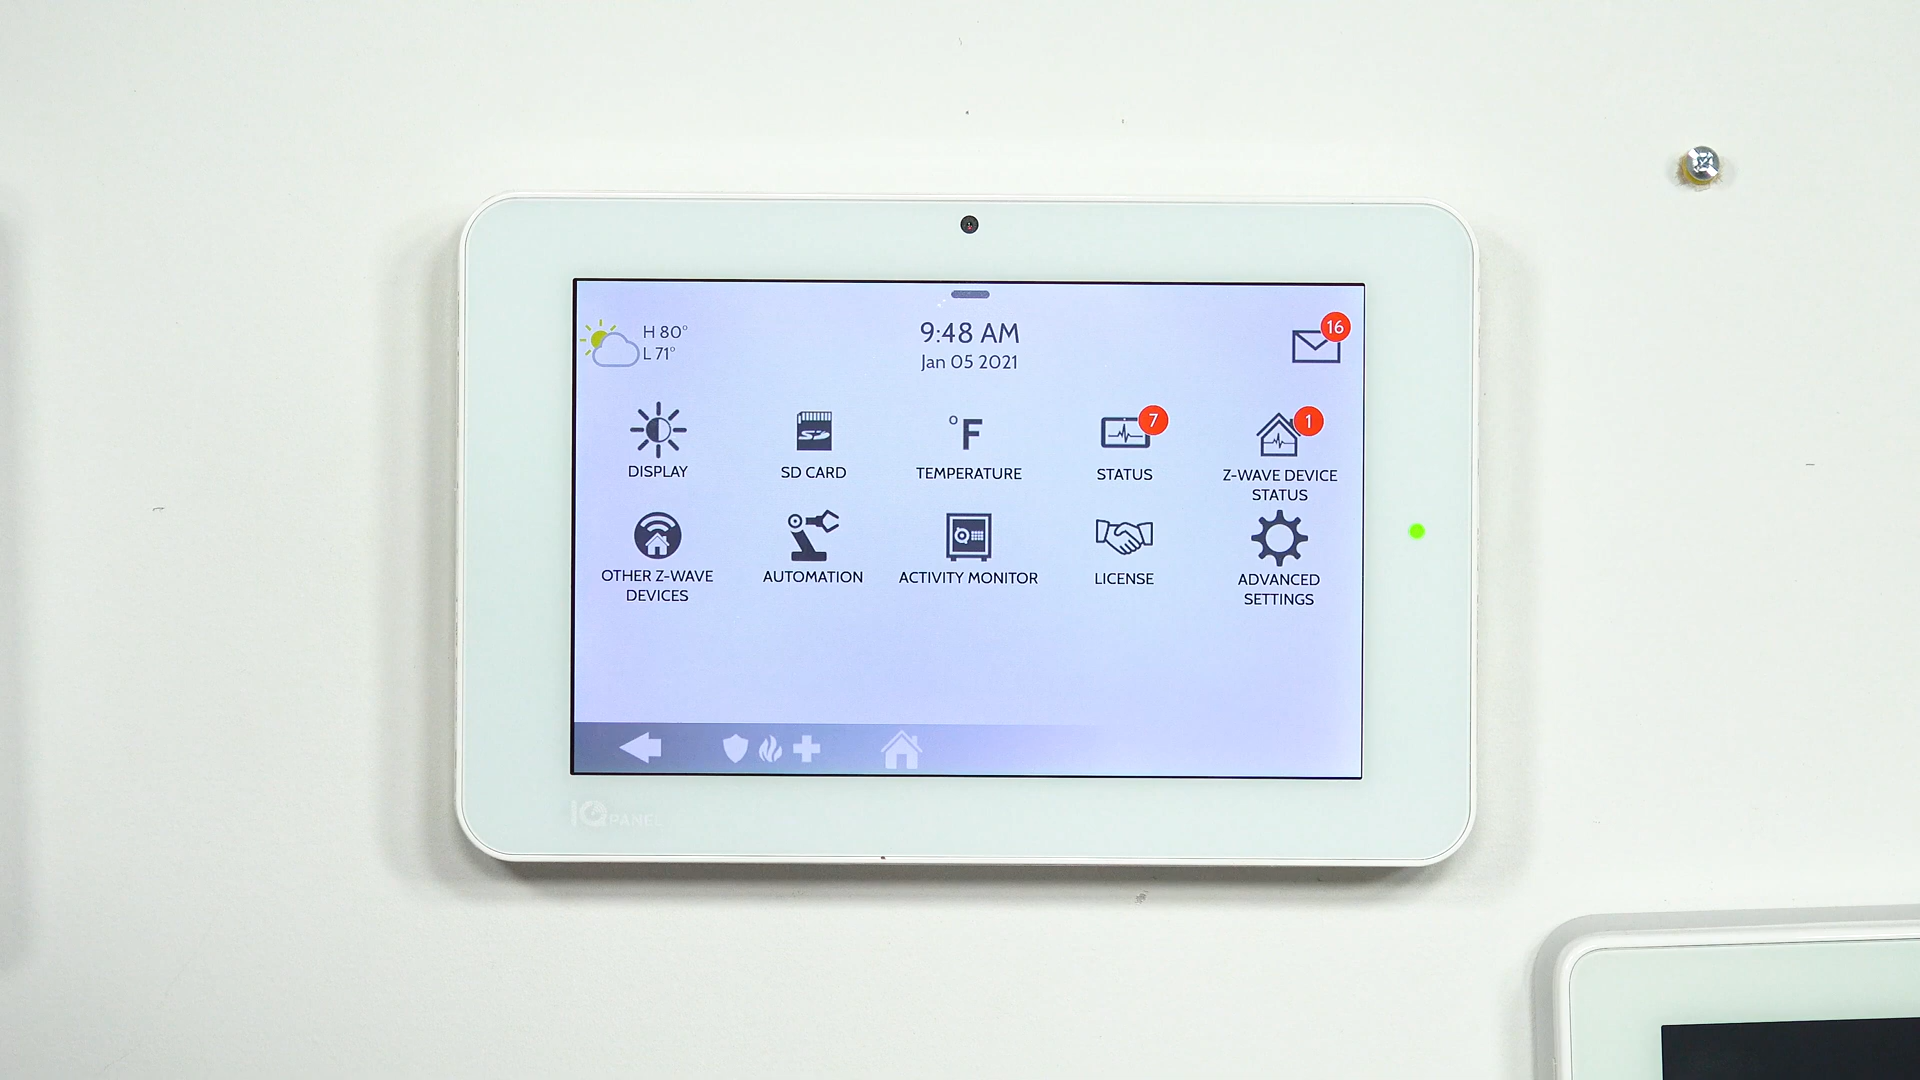 H 80°
L 71°
9:48 AM
Jan 05 2021
16
DISPLAY
SD
SD CARD
°F
TEMPERATURE
7
STATUS
1
Z-WAVE DEVICE
STATUS
OTHER Z-WAVE
DEVICES
AUTOMATION
ACTIVITY MONITOR
LICENSE
ADVANCED
SETTINGS
IQ PANEL